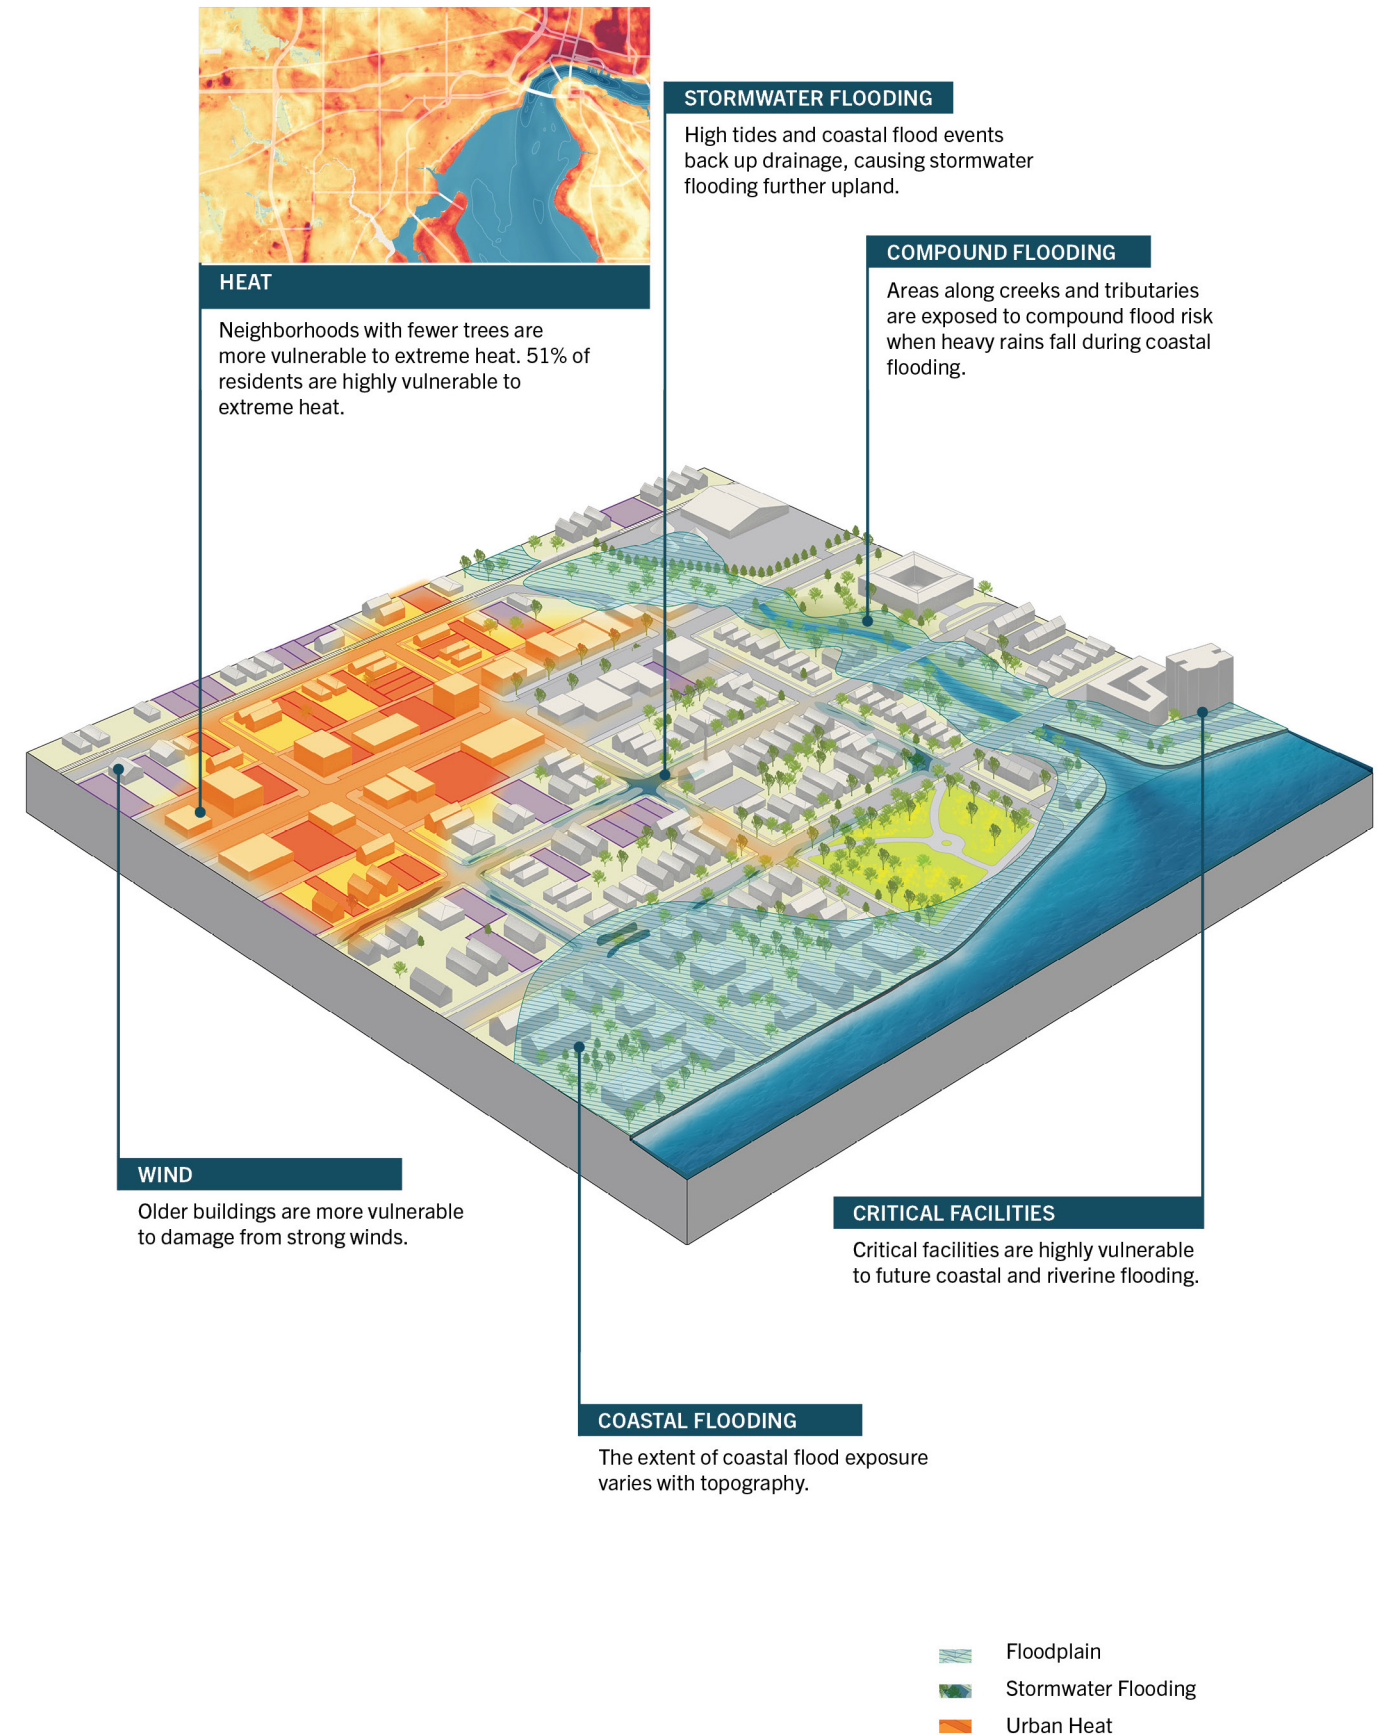 STORMWATER FLOODING
High tides and coastal flood events
back up drainage, causing stormwater
flooding further upland.
COMPOUND FLOODING
Areas along creeks and tributaries
are exposed to compound flood risk
when heavy rains fall during coastal
flooding.
HEAT
Neighborhoods with fewer trees are
more vulnerable to extreme heat. 51% of
residents are highly vulnerable to
extreme heat.
WIND
Older buildings are more vulnerable
to damage from strong winds.
CRITICAL FACILITIES
Critical facilities are highly vulnerable
to future coastal and riverine flooding.
COASTAL FLOODING
The extent of coastal flood exposure
varies with topography.
Floodplain
Stormwater Flooding
Urban Heat